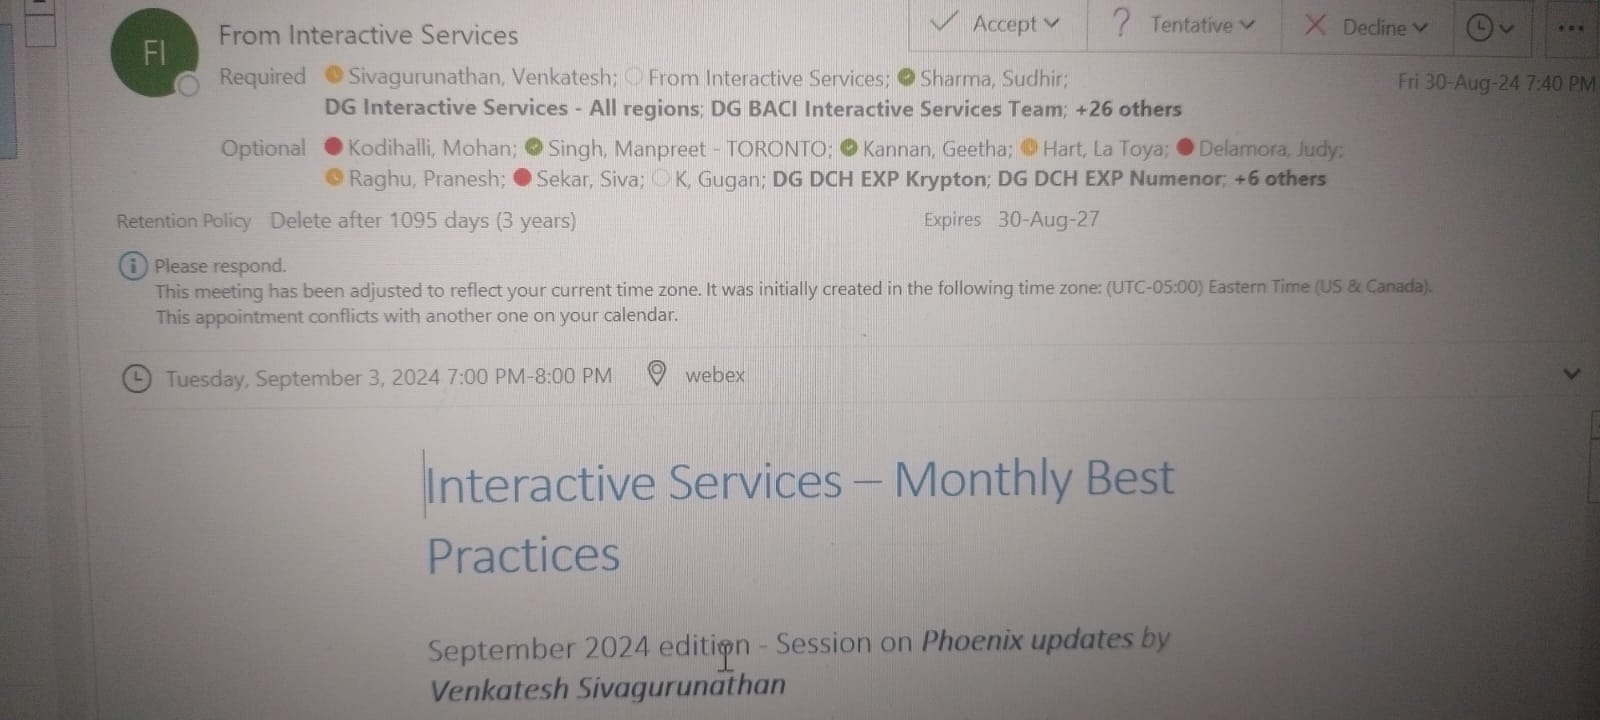 FI
From Interactive Services
Accept
Tentative
Decline
Required Sivagurunathan, Venkatesh; From Interactive Services; Sharma, Sudhir;
Fri 30-Aug-24 7:40 PM
DG Interactive Services - All regions; DG BACI Interactive Services Team; +26 others
Optional Kodihalli, Mohan; Singh, Manpreet - TORONTO; Kannan, Geetha; Hart, La Toya; Delamora, Judy;
Raghu, Pranesh; Sekar, Siva; K, Gugan; DG DCH EXP Krypton; DG DCH EXP Numenor; +6 others
Retention Policy Delete after 1095 days (3 years) Expires 30-Aug-27
Please respond.
This meeting has been adjusted to reflect your current time zone. It was initially created in the following time zone: (UTC-05:00) Eastern Time (US & Canada).
This appointment conflicts with another one on your calendar.
Tuesday, September 3, 2024 7:00 PM-8:00 PM webex
Interactive Services – Monthly Best
Practices
September 2024 edition - Session on Phoenix updates by
Venkatesh Sivagurunathan